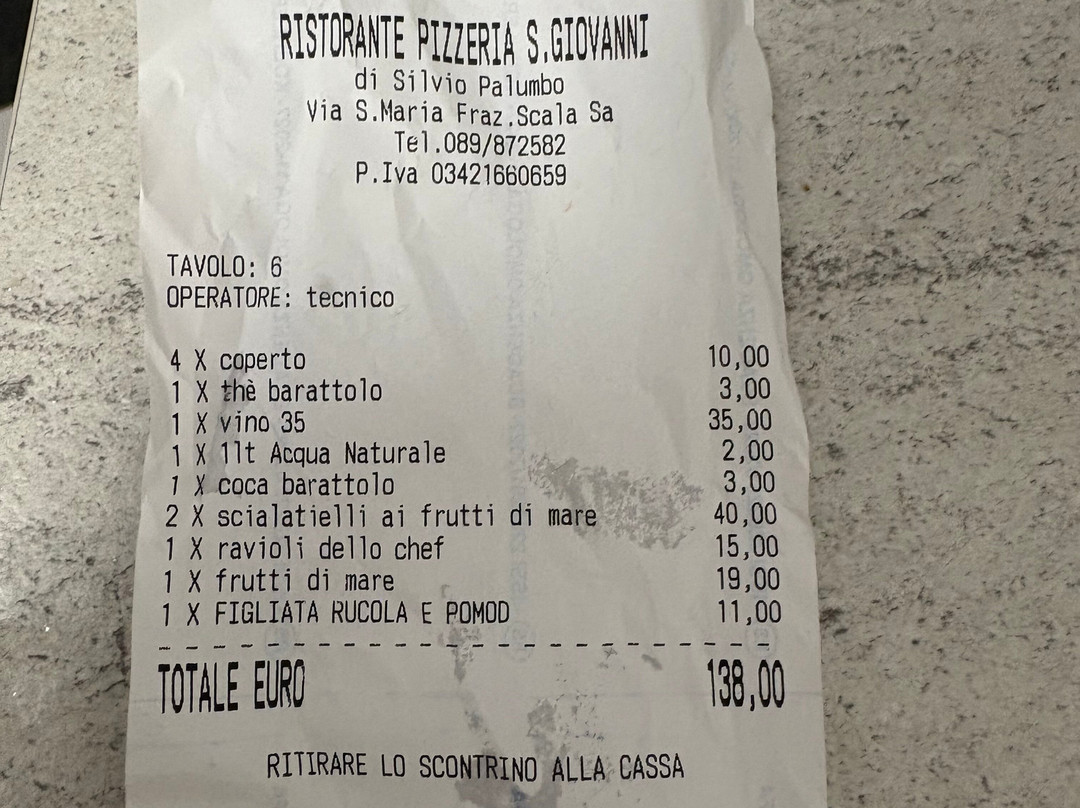 RISTORANTE PIZZERIA S.GIOVANNI
di Silvio Palumbo
Via S.Maria Fraz.Scala Sa
Tel.089/872582
P.Iva 03421660659
TAVOLO: 6
OPERATORE: tecnico
4 X coperto 10,00
1 X thè barattolo 3,00
1 X vino 35 35,00
1 X 1lt Acqua Naturale 2,00
1 X coca barattolo 3,00
2 X scialatielli ai frutti di mare 40,00
1 X ravioli dello chef 15,00
1 X frutti di mare 19,00
1 X FIGLIATA RUCOLA E POMOD 11,00
TOTALE EURO 138,00
RITIRARE LO SCONTRINO ALLA CASSA